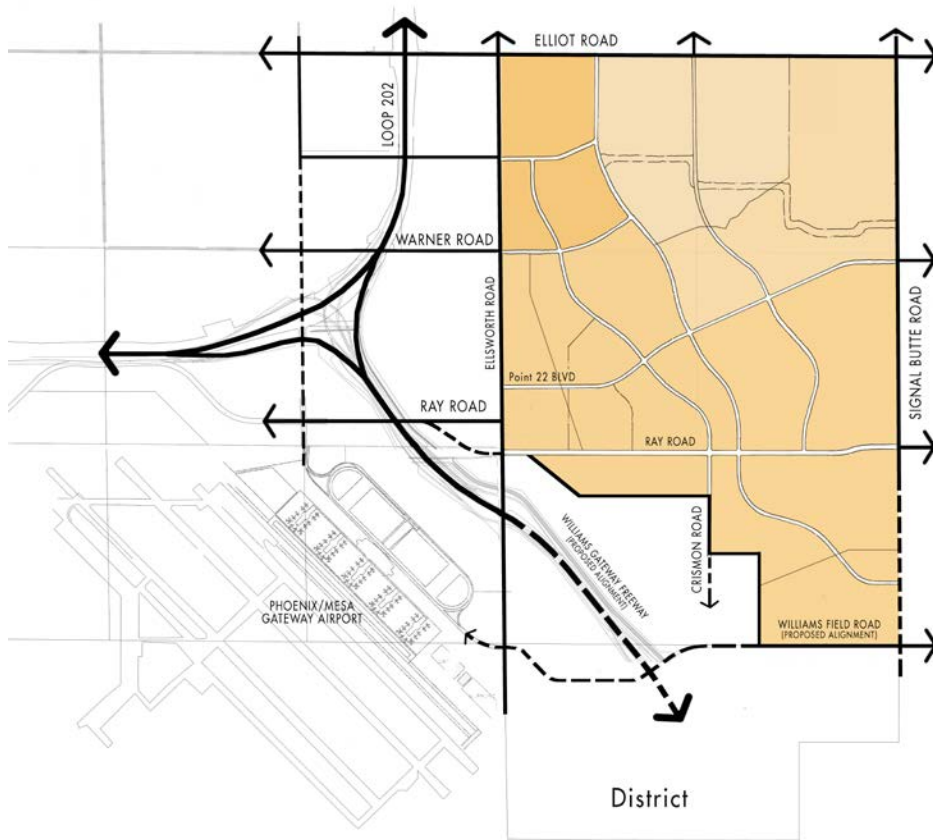 ELLIOT ROAD
LOOP 202
WARNER ROAD
ELLSWORTH ROAD
SIGNAL BUTTE ROAD
Point 22 BLVD
RAY ROAD
RAY ROAD
WILLIAMS GATEWAY FREEWAY
(PROPOSED ALIGNMENT)
CRISMON ROAD
PHOENIX/MESA
GATEWAY AIRPORT
WILLIAMS FIELD ROAD
(PROPOSED ALIGNMENT)
District